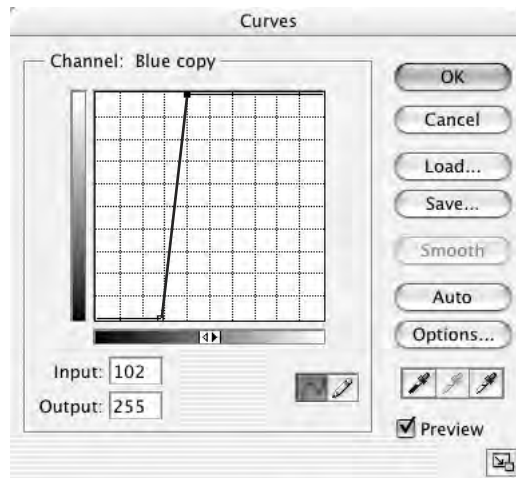 Curves
Channel: Blue copy
OK
Cancel
Load...
Save...
Smooth
Auto
Options...
Input: 102
Output: 255
Preview